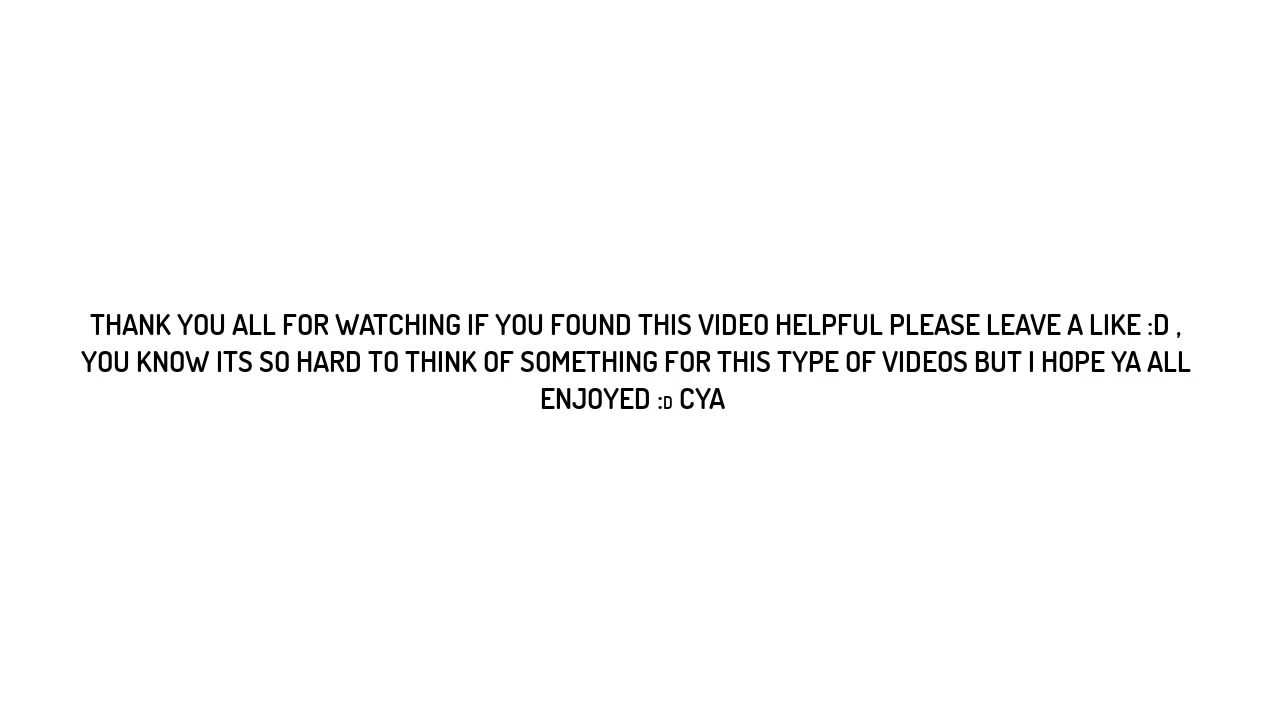 THANK YOU ALL FOR WATCHING IF YOU FOUND THIS VIDEO HELPFUL PLEASE LEAVE A LIKE :D ,
YOU KNOW ITS SO HARD TO THINK OF SOMETHING FOR THIS TYPE OF VIDEOS BUT I HOPE YA ALL
ENJOYED :D CYA